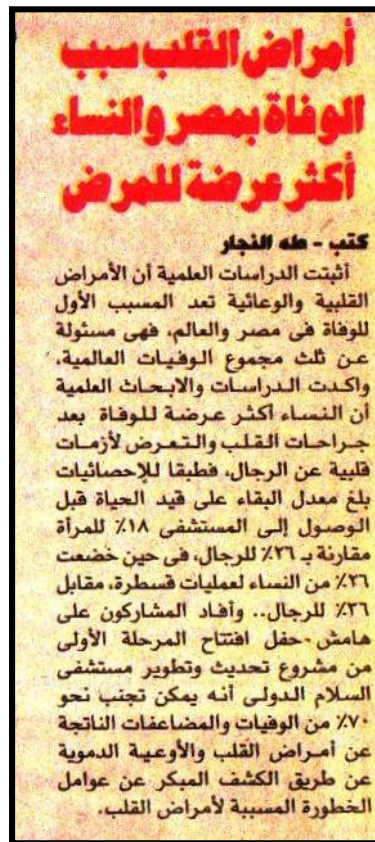 أمراض القلب سبب
الوفاة بمصر والنساء
أكثر عرضة للمرض
كتب - طه النجار
أثبتت الدراسات العلمية أن الأمراض
القلبية والوعائية تعد المسبب الأول
للوفاة فى مصر والعالم، فهى مسئولة
عن ثلث مجموع الوفيات العالمية،
واكدت الدراسات والابحاث العلمية
أن النساء أكثر عرضة للوفاة بعد
جراحات القلب والتعرض لأزمات
قلبية عن الرجال، فطبقا للإحصائيات
بلغ معدل البقاء على قيد الحياة قبل
الوصول إلى المستشفى ١٨٪ للمرأة
مقارنة بـ ٢٦٪ للرجال، فى حين خضعت
٢٦٪ من النساء لعمليات قسطرة، مقابل
٣٦٪ للرجال.. وأفاد المشاركون على
هامش حفل افتتاح المرحلة الأولى
من مشروع تحديث وتطوير مستشفى
السلام الدولى أنه يمكن تجنب نحو
٧٠٪ من الوفيات والمضاعفات الناتجة
عن أمراض القلب والأوعية الدموية
عن طريق الكشف المبكر عن عوامل
الخطورة المسببة لأمراض القلب.